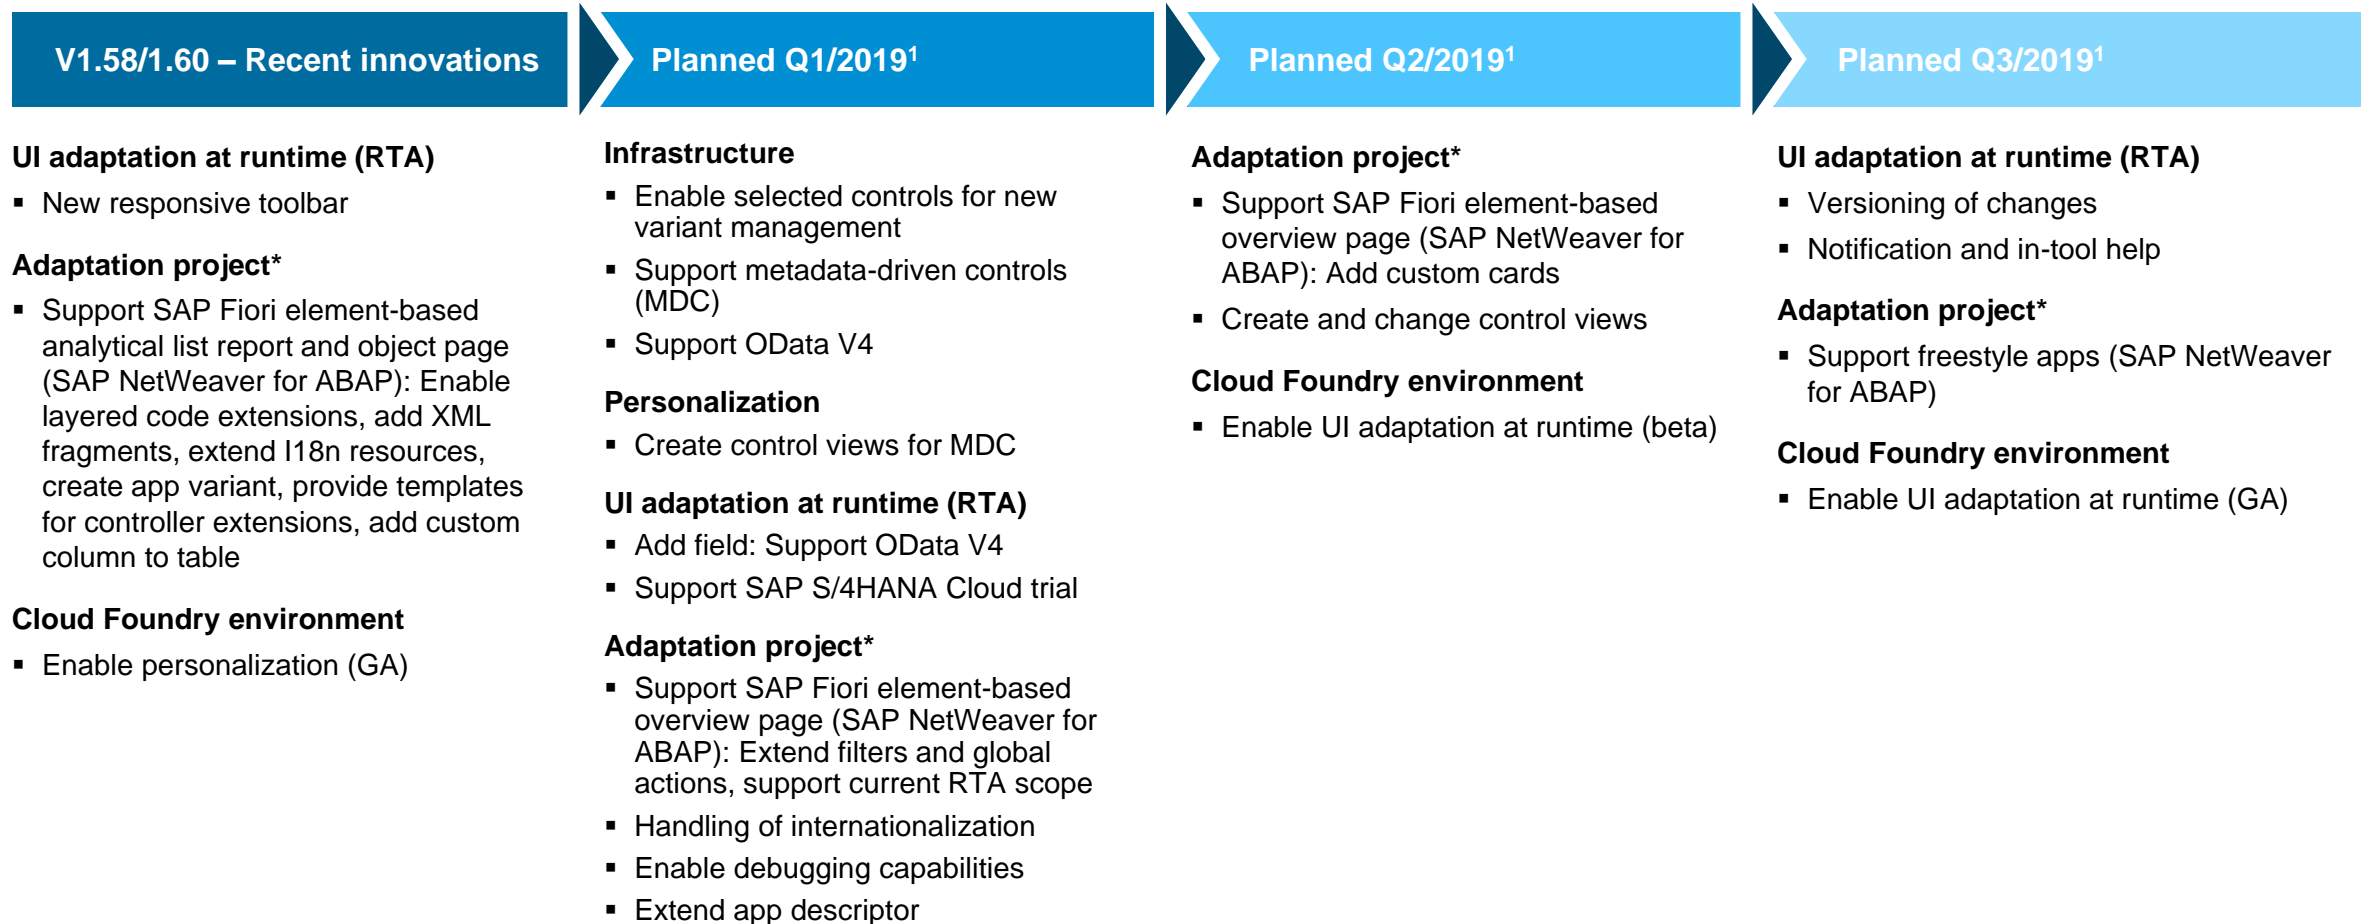 V1.58/1.60 – Recent innovations
UI adaptation at runtime (RTA)
▪ New responsive toolbar
Adaptation project*
▪ Support SAP Fiori element-based
analytical list report and object page
(SAP NetWeaver for ABAP): Enable
layered code extensions, add XML
fragments, extend I18n resources,
create app variant, provide templates
for controller extensions, add custom
column to table
Cloud Foundry environment
▪ Enable personalization (GA)
Planned Q1/2019¹
Infrastructure
▪ Enable selected controls for new
variant management
▪ Support metadata-driven controls
(MDC)
▪ Support OData V4
Personalization
▪ Create control views for MDC
UI adaptation at runtime (RTA)
▪ Add field: Support OData V4
▪ Support SAP S/4HANA Cloud trial
Adaptation project*
▪ Support SAP Fiori element-based
overview page (SAP NetWeaver for
ABAP): Extend filters and global
actions, support current RTA scope
▪ Handling of internationalization
▪ Enable debugging capabilities
▪ Extend app descriptor
Planned Q2/2019¹
Adaptation project*
▪ Support SAP Fiori element-based
overview page (SAP NetWeaver for
ABAP): Add custom cards
▪ Create and change control views
Cloud Foundry environment
▪ Enable UI adaptation at runtime (beta)
Planned Q3/2019¹
UI adaptation at runtime (RTA)
▪ Versioning of changes
▪ Notification and in-tool help
Adaptation project*
▪ Support freestyle apps (SAP NetWeaver
for ABAP)
Cloud Foundry environment
▪ Enable UI adaptation at runtime (GA)